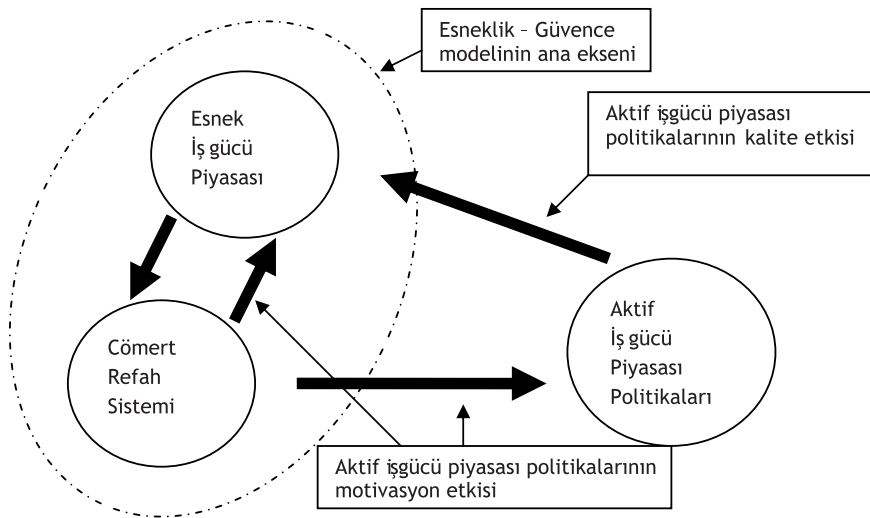 Esneklik – Güvence
modelinin ana ekseni
Aktif işgücü piyasası
politikalarının kalite etkisi
Esnek
İş gücü
Piyasası
Aktif
İş gücü
Piyasası
Politikaları
Cömert
Refah
Sistemi
Aktif işgücü piyasası politikalarının
motivasyon etkisi